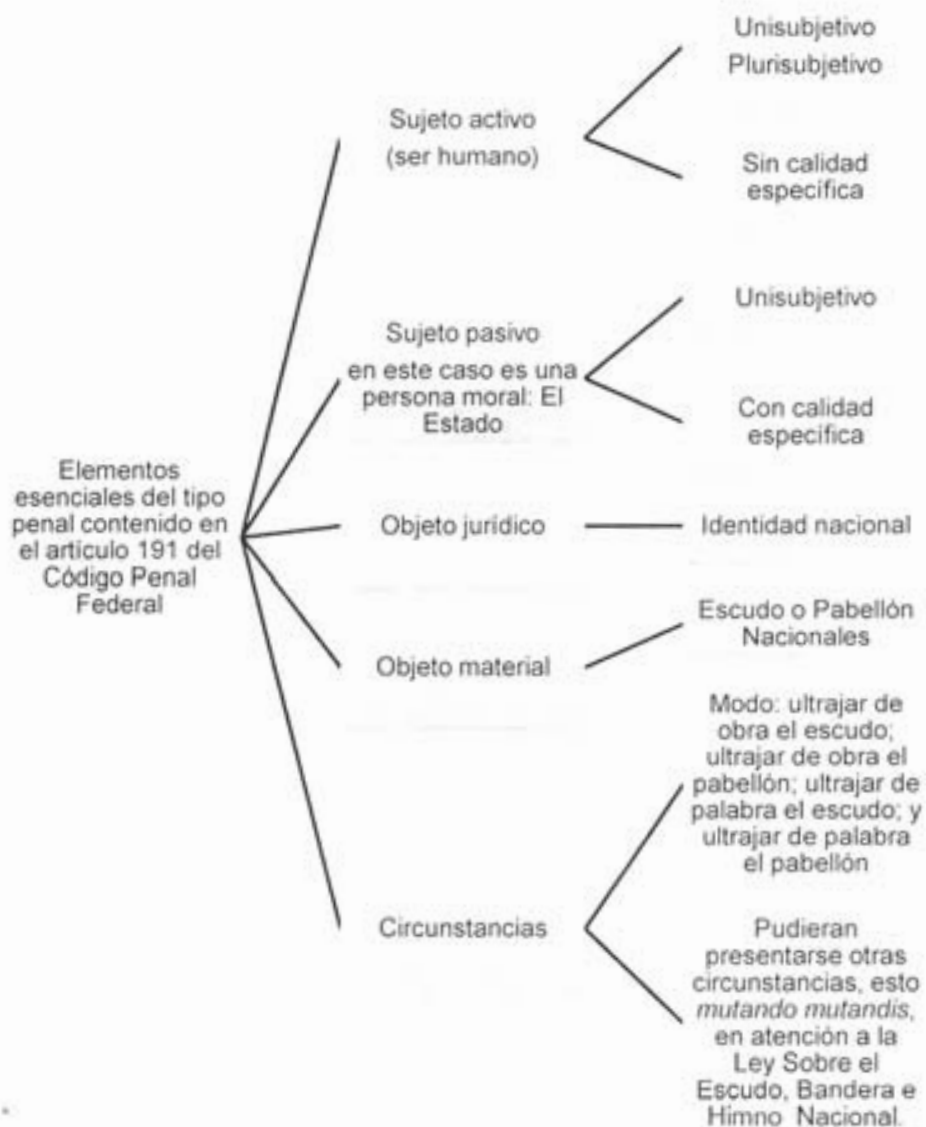 Elementos
esenciales del tipo
penal contenido en
el artículo 191 del
Código Penal
Federal
Sujeto activo
(ser humano)
Unisubjetivo
Plurisubjetivo
Sin calidad
específica
Sujeto pasivo
en este caso es una
persona moral: El
Estado
Unisubjetivo
Con calidad
específica
Objeto jurídico
Identidad nacional
Objeto material
Escudo o Pabellón
Nacionales
Circunstancias
Modo: ultrajar de
obra el escudo;
ultrajar de obra el
pabellón; ultrajar de
palabra el escudo; y
ultrajar de palabra
el pabellón
Pudieran
presentarse otras
circunstancias, esto
mutando mutandis,
en atención a la
Ley Sobre el
Escudo, Bandera e
Himno Nacional.